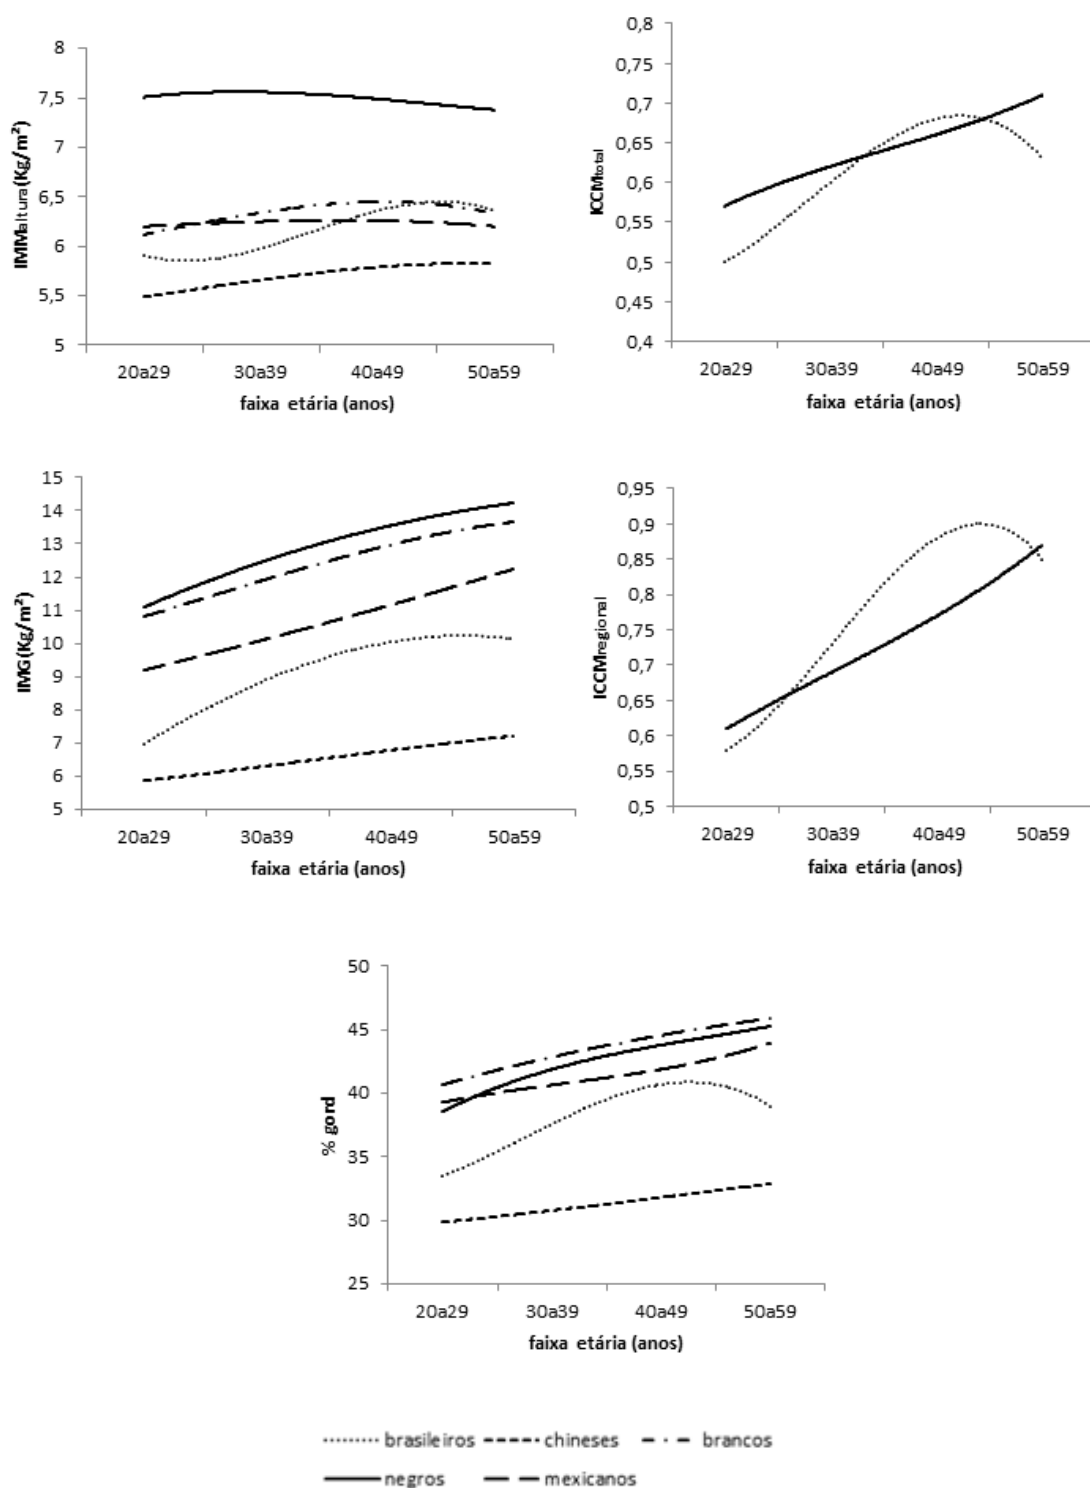 8
7,5
7
6,5
6
5,5
5
IMMaltura(Kg/m²)
20a29 30a39 40a49 50a59
faixa etária (anos)
0,8
0,75
0,7
0,65
0,6
0,55
0,5
0,45
0,4
ICCMtotal
20a29 30a39 40a49 50a59
faixa etária (anos)
15
14
13
12
11
10
9
8
7
6
5
IMG(Kg/m²)
20a29 30a39 40a49 50a59
faixa etária (anos)
0,95
0,9
0,85
0,8
0,75
0,7
0,65
0,6
0,55
0,5
ICCMregional
20a29 30a39 40a49 50a59
faixa etária (anos)
50
45
40
35
30
25
% gord
20a29 30a39 40a49 50a59
faixa etária (anos)
brasileiros chineses brancos
negros mexicanos